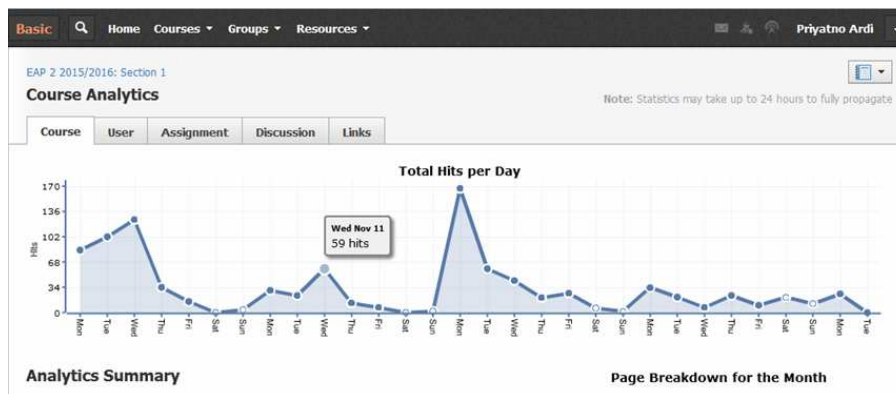 Basic Home Courses Groups Resources Priyatno Ardi
EAP 2 2015/2016: Section 1
Course Analytics
Note: Statistics may take up to 24 hours to fully propagate
Course User Assignment Discussion Links
Total Hits per Day
170
136
102
68
34
0
Hits
Wed Nov 11
59 hits
Mon Tue Wed Thu Fri Sat Sun Mon Tue Wed Thu Fri Sat Sun Mon Tue Wed Thu Fri Sat Sun Mon Tue Wed Thu Fri Sat Sun Mon Tue
Analytics Summary
Page Breakdown for the Month